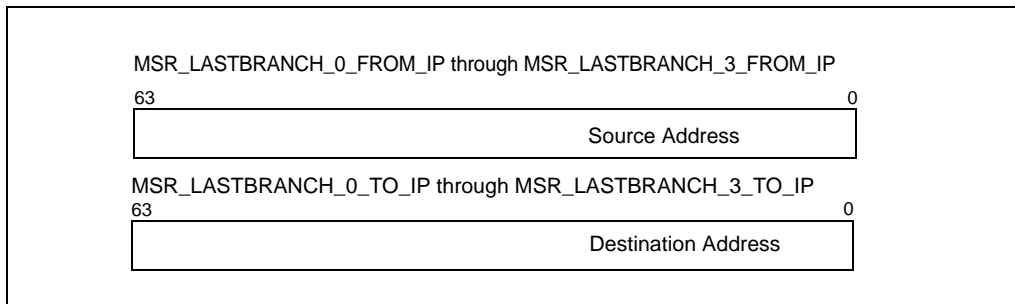 MSR_LASTBRANCH_0_FROM_IP through MSR_LASTBRANCH_3_FROM_IP
63 0
Source Address
MSR_LASTBRANCH_0_TO_IP through MSR_LASTBRANCH_3_TO_IP
63 0
Destination Address